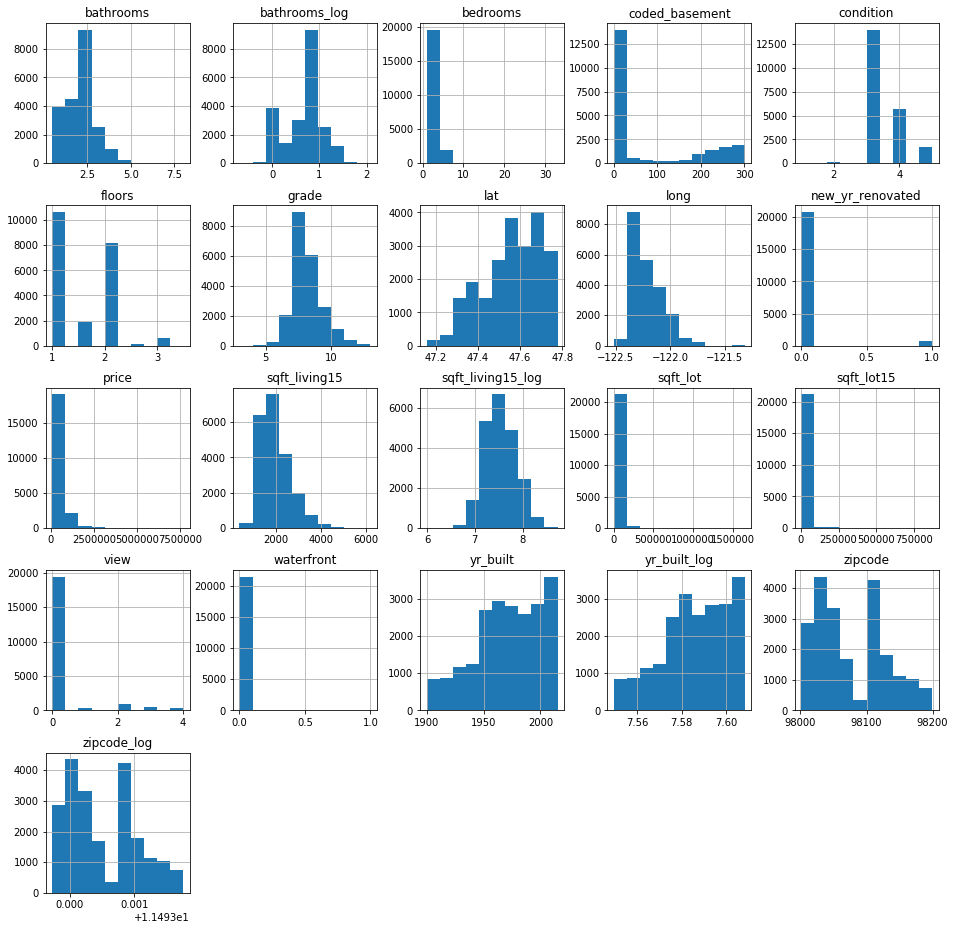 bathrooms
8000
6000
4000
2000
0
2.5 5.0 7.5
bathrooms_log
8000
6000
4000
2000
0
0 1 2
bedrooms
20000
15000
10000
5000
0
0 10 20 30
coded_basement
12500
10000
7500
5000
2500
0
0 100 200 300
condition
12500
10000
7500
5000
2500
0
2 4
floors
10000
8000
6000
4000
2000
0
1 2 3
grade
8000
6000
4000
2000
0
5 10
lat
4000
3000
2000
1000
0
47.2 47.4 47.6 47.8
long
8000
6000
4000
2000
0
−122.5 −122.0 −121.5
new_yr_renovated
20000
15000
10000
5000
0
0.0 0.5 1.0
price
15000
10000
5000
0
0 2500000 5000000 7500000
sqft_living15
6000
4000
2000
0
2000 4000 6000
sqft_living15_log
6000
4000
2000
0
6 7 8
sqft_lot
20000
15000
10000
5000
0
0 500000 1000000 1500000
sqft_lot15
20000
15000
10000
5000
0
0 250000 500000 750000
view
20000
15000
10000
5000
0
0 2 4
waterfront
20000
15000
10000
5000
0
0.0 0.5 1.0
yr_built
3000
2000
1000
0
1900 1950 2000
yr_built_log
3000
2000
1000
0
7.56 7.58 7.60
zipcode
4000
3000
2000
1000
0
98000 98100 98200
zipcode_log
4000
3000
2000
1000
0
0.000 0.001
+1.1493e1